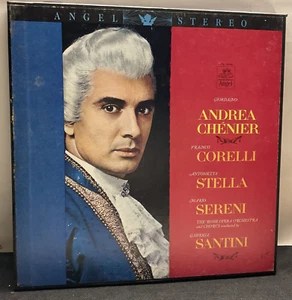 ANGEL STEREO
Angel
GIORDANO
ANDREA
CHÉNIER
FRANCO
CORELLI
ANTONIETTA
STELLA
MARIO
SERENI
THE ROME OPERA ORCHESTRA
and CHORUS conducted by
GABRIELE
SANTINI